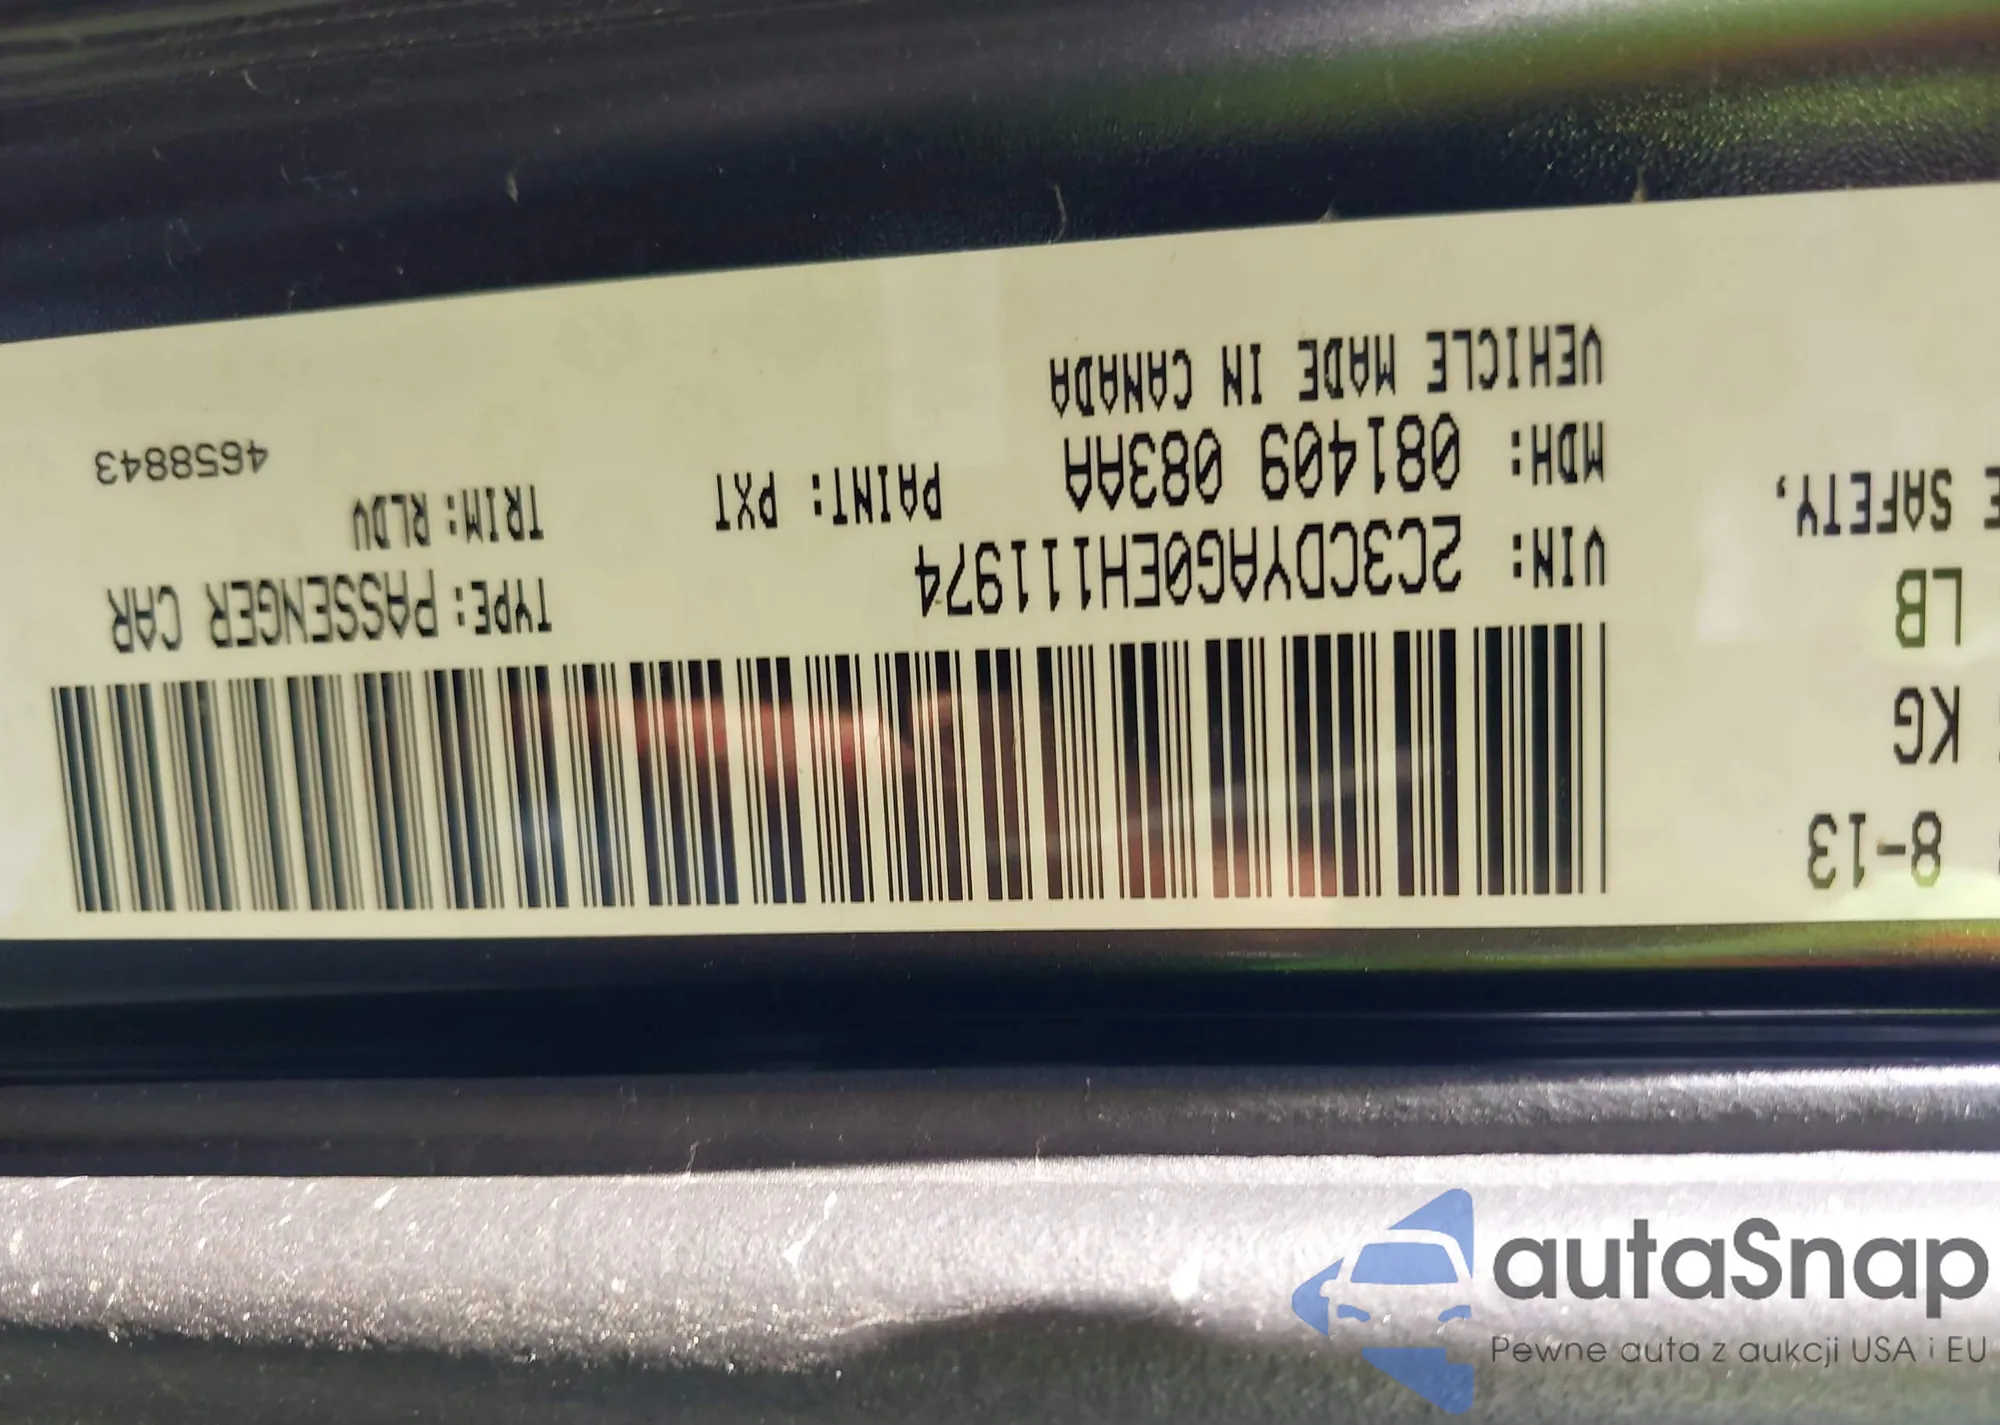 8-13
KG
LB
E SAFETY,
VIN: 2C3CDYAG0EH111974
TYPE: PASSENGER CAR
MDH: 081409 083AA
PAINT: PXT
TRIM: RLDV
VEHICLE MADE IN CANADA
4658843
autaSnap
Pewne auta z aukcji USA i EU